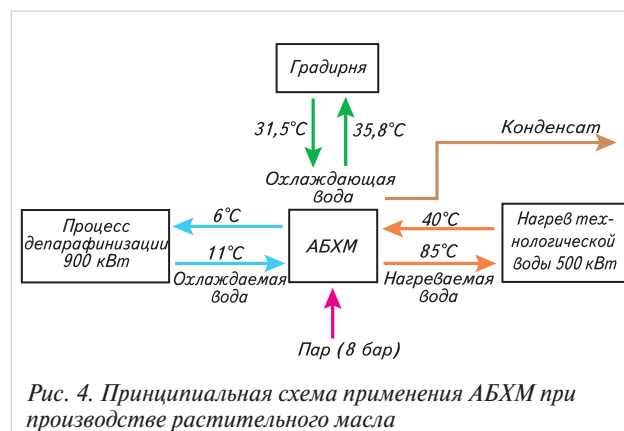 Градирня
31,5°C
35,8°C
Конденсат
Охлаждающая
вода
Процесс
депарафинизации
900 кВт
6°C
11°C
Охлаждаемая
вода
АБХМ
40°C
85°C
Нагреваемая
вода
Нагрев тех-
нологической
воды 500 кВт
Пар (8 бар)
Рис. 4. Принципиальная схема применения АБХМ при
производстве растительного масла